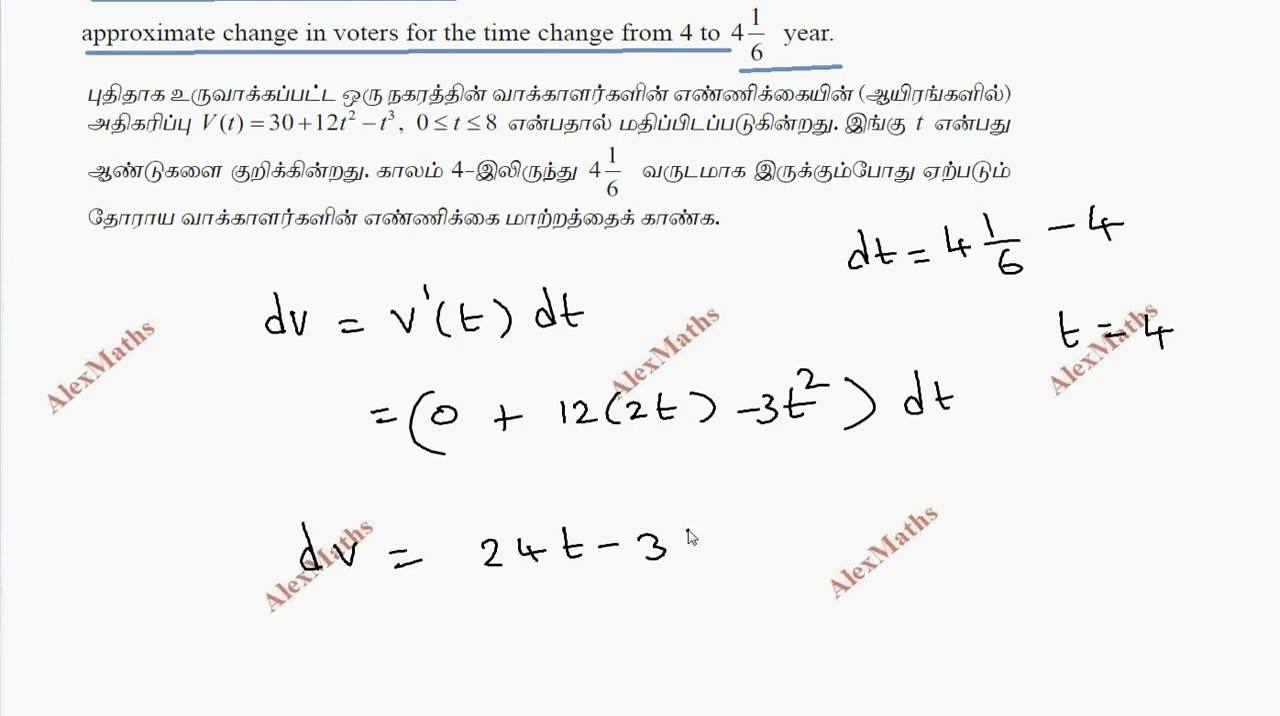 approximate change in voters for the time change from 4 to 4 1/6 year.
புதிதாக உருவாக்கப்பட்ட ஒரு நகரத்தின் வாக்காளர்களின் எண்ணிக்கையின் (ஆயிரங்களில்)
அதிகரிப்பு V(t) = 30+12t² – t³, 0 ≤ t ≤ 8 என்பதால் மதிப்பிடப்படுகின்றது. இங்கு t என்பது
ஆண்டுகளை குறிக்கின்றது. காலம் 4-இலிருந்து 4 1/6 வருடமாக இருக்கும்போது ஏற்படும்
தோராய வாக்காளர்களின் எண்ணிக்கை மாற்றத்தைக் காண்க.
dt = 4 1/6 – 4
dv = v'(t) dt
t = 4
AlexMaths
AlexMaths
AlexMaths
= (0 + 12(2t) –3t²) dt
dv = 24t – 3
AlexMaths
AlexMaths